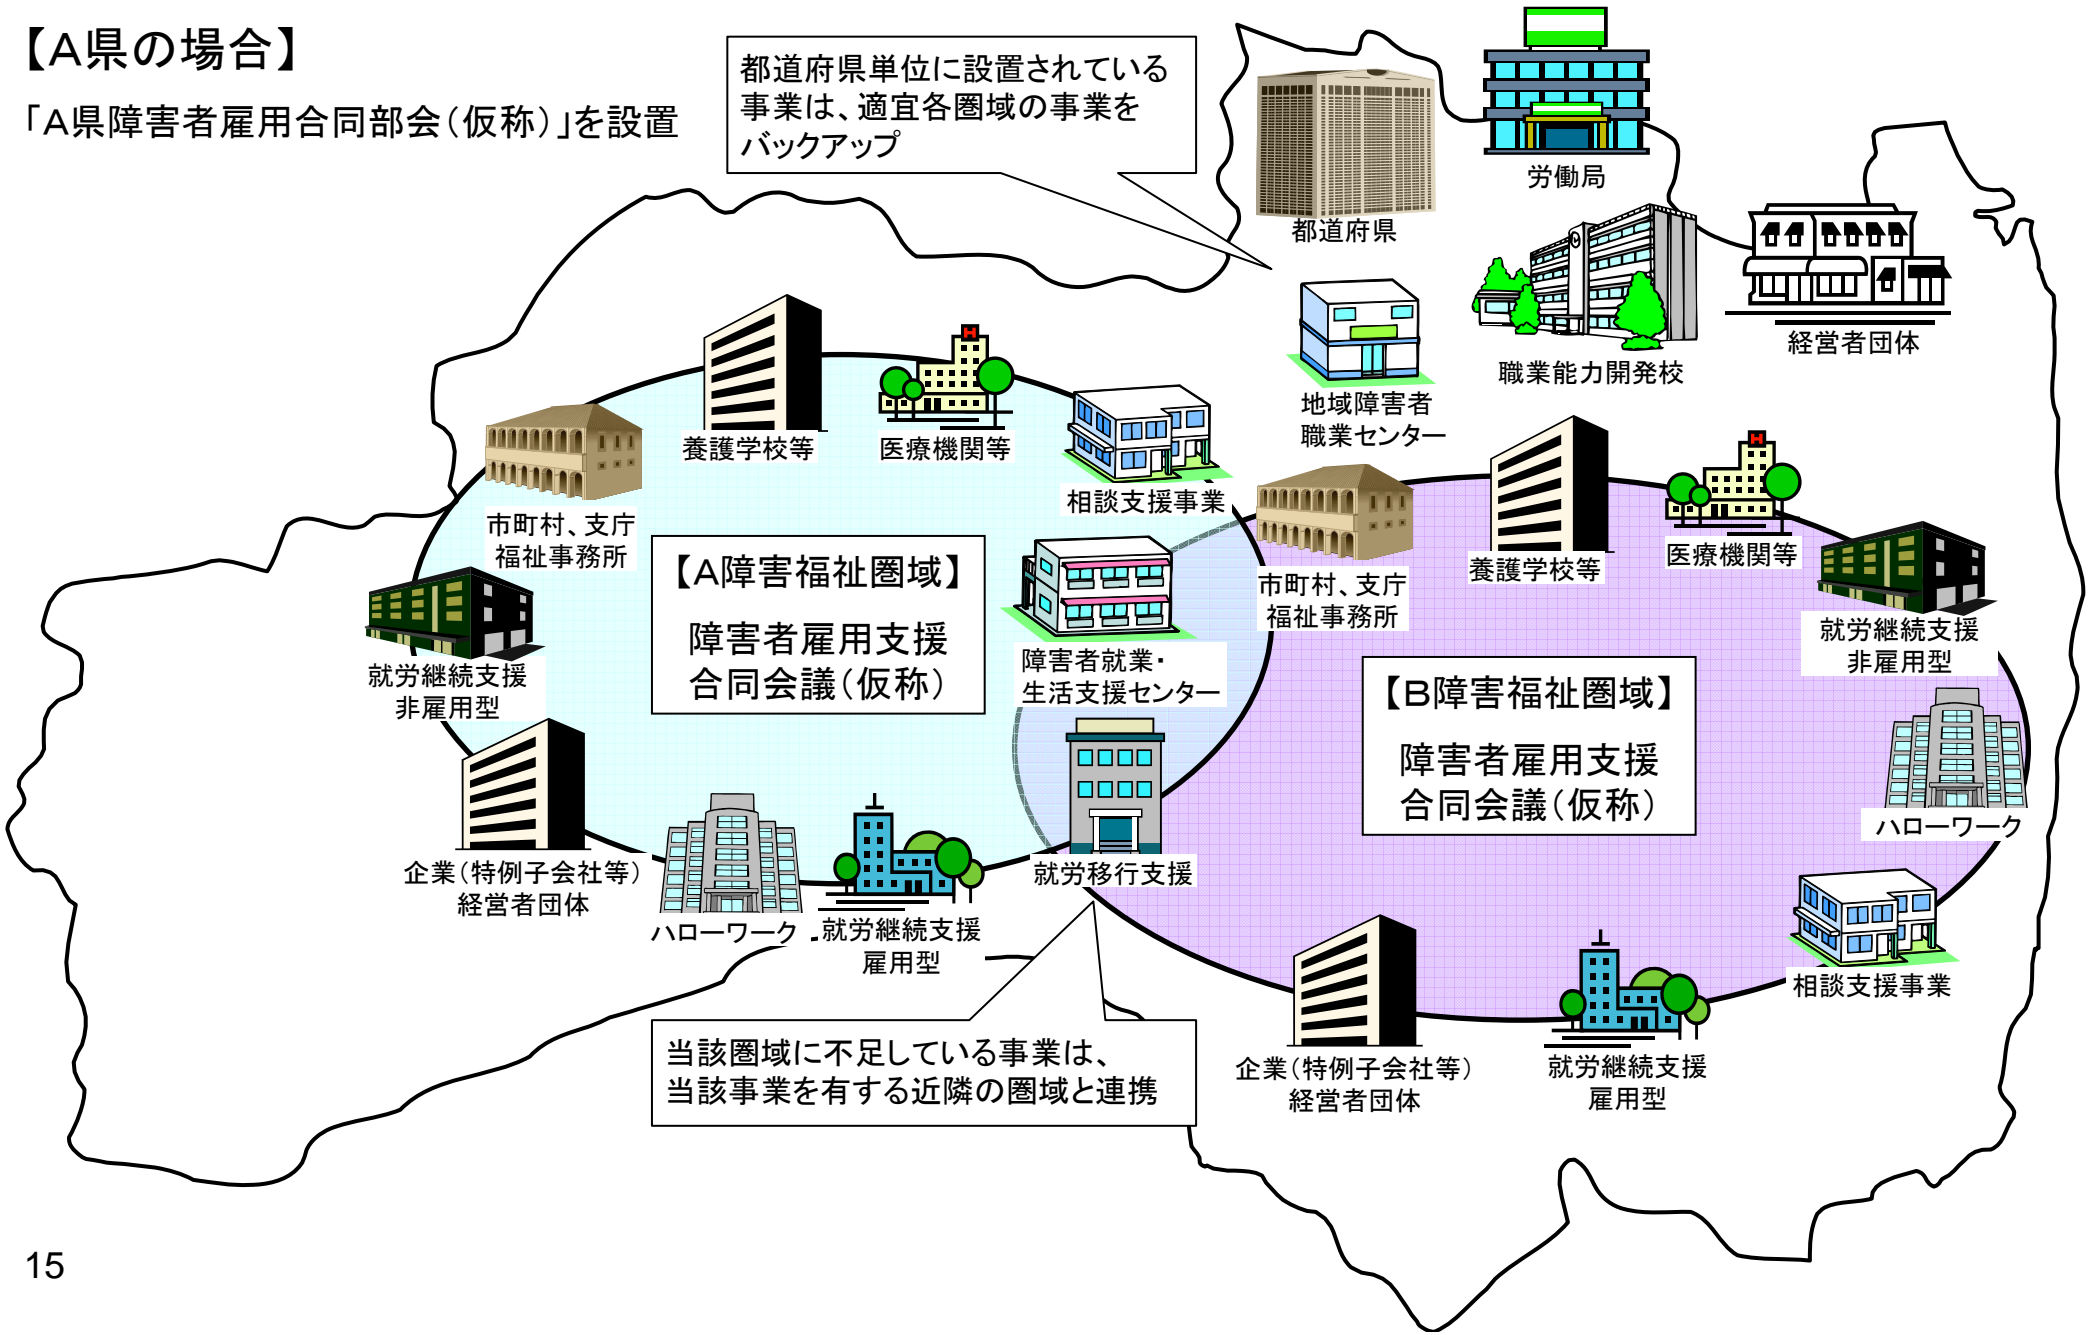 【A県の場合】
「A県障害者雇用合同部会(仮称)」を設置
都道府県単位に設置されている
事業は、適宜各圏域の事業を
バックアップ
都道府県
労働局
職業能力開発校
経営者団体
地域障害者
職業センター
養護学校等
医療機関等
相談支援事業
市町村、支庁
福祉事務所
【A障害福祉圏域】
障害者雇用支援
合同会議(仮称)
障害者就業・
生活支援センター
就労継続支援
非雇用型
企業(特例子会社等)
経営者団体
ハローワーク
就労継続支援
雇用型
就労移行支援
市町村、支庁
福祉事務所
養護学校等
医療機関等
就労継続支援
非雇用型
【B障害福祉圏域】
障害者雇用支援
合同会議(仮称)
ハローワーク
相談支援事業
企業(特例子会社等)
経営者団体
就労継続支援
雇用型
当該圏域に不足している事業は、
当該事業を有する近隣の圏域と連携
15